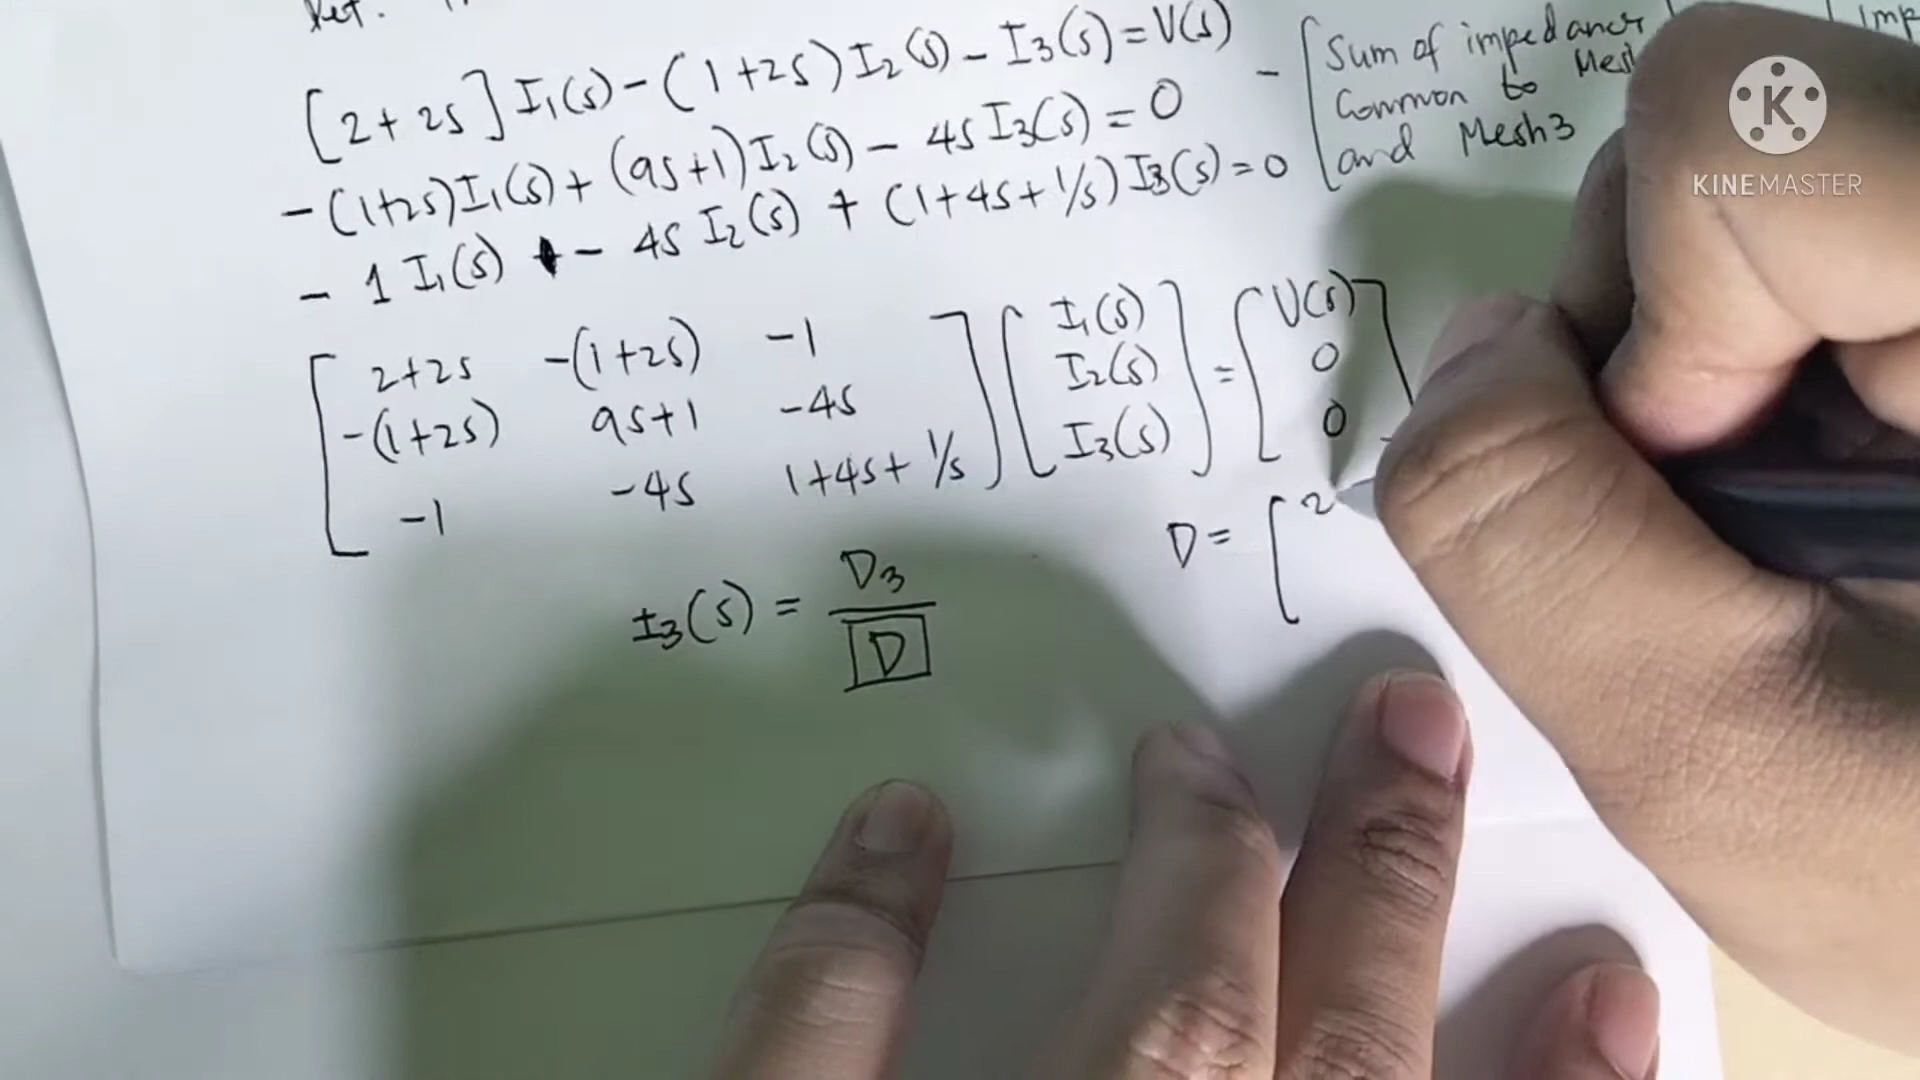 [2+2s] I1(s) - (1+2s) I2(s) - I3(s) = V(s)
-(1+2s) I1(s) + (9s+1) I2(s) - 4s I3(s) = 0
- 1 I1(s) - 4s I2(s) + (1+4s+1/s) I3(s) = 0
- [Sum of impedances
Common to
and Mesh3
K
KINEMASTER
[2+2s -(1+2s) -1] [I1(s)] = [V(s)]
-(1+2s) 9s+1 -4s I2(s) 0
-1 -4s 1+4s+1/s I3(s) 0
I3(s) = D3 / D
D = [2